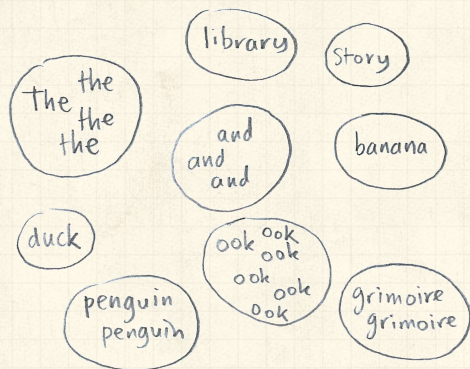 library
story
the
The
the
the
and
and
and
banana
duck
ook
ook
ook
ook
ook
ook
penguin
penguin
grimoire
grimoire